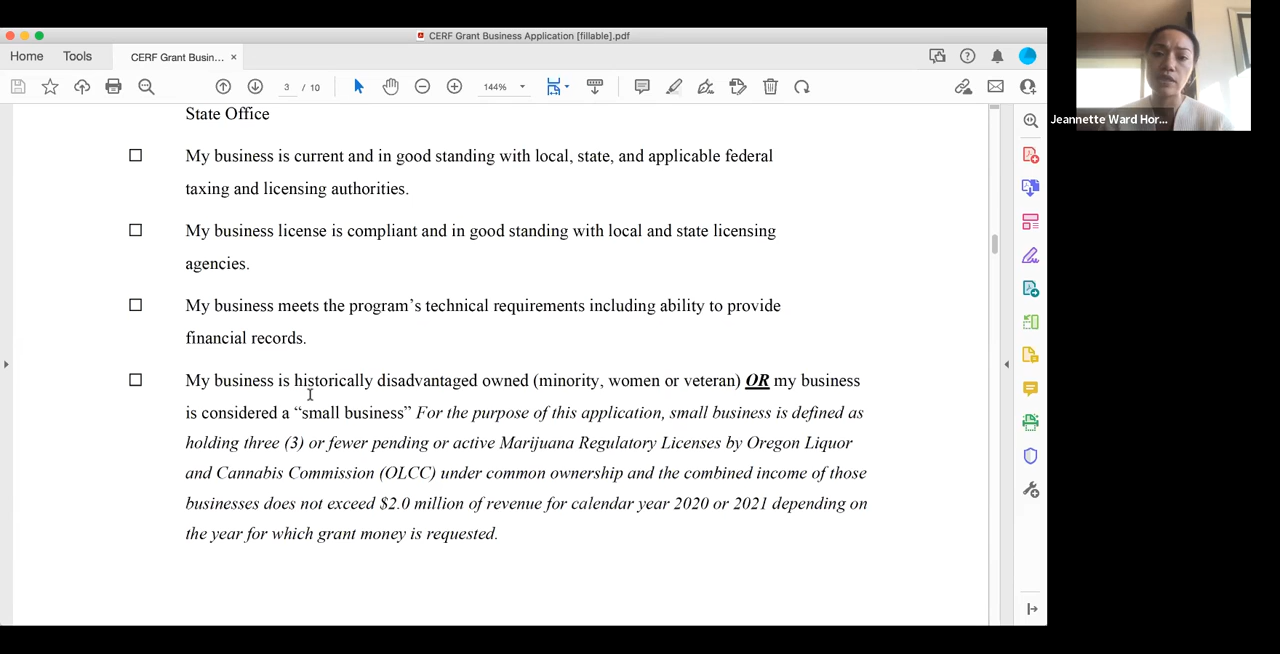 CERF Grant Business Application [fillable].pdf
Home Tools CERF Grant Busin... ×
3 / 10 144%
Jeannette Ward Hor...
State Office
My business is current and in good standing with local, state, and applicable federal
taxing and licensing authorities.
My business license is compliant and in good standing with local and state licensing
agencies.
My business meets the program’s technical requirements including ability to provide
financial records.
My business is historically disadvantaged owned (minority, women or veteran) OR my business
is considered a “small business” For the purpose of this application, small business is defined as
holding three (3) or fewer pending or active Marijuana Regulatory Licenses by Oregon Liquor
and Cannabis Commission (OLCC) under common ownership and the combined income of those
businesses does not exceed $2.0 million of revenue for calendar year 2020 or 2021 depending on
the year for which grant money is requested.